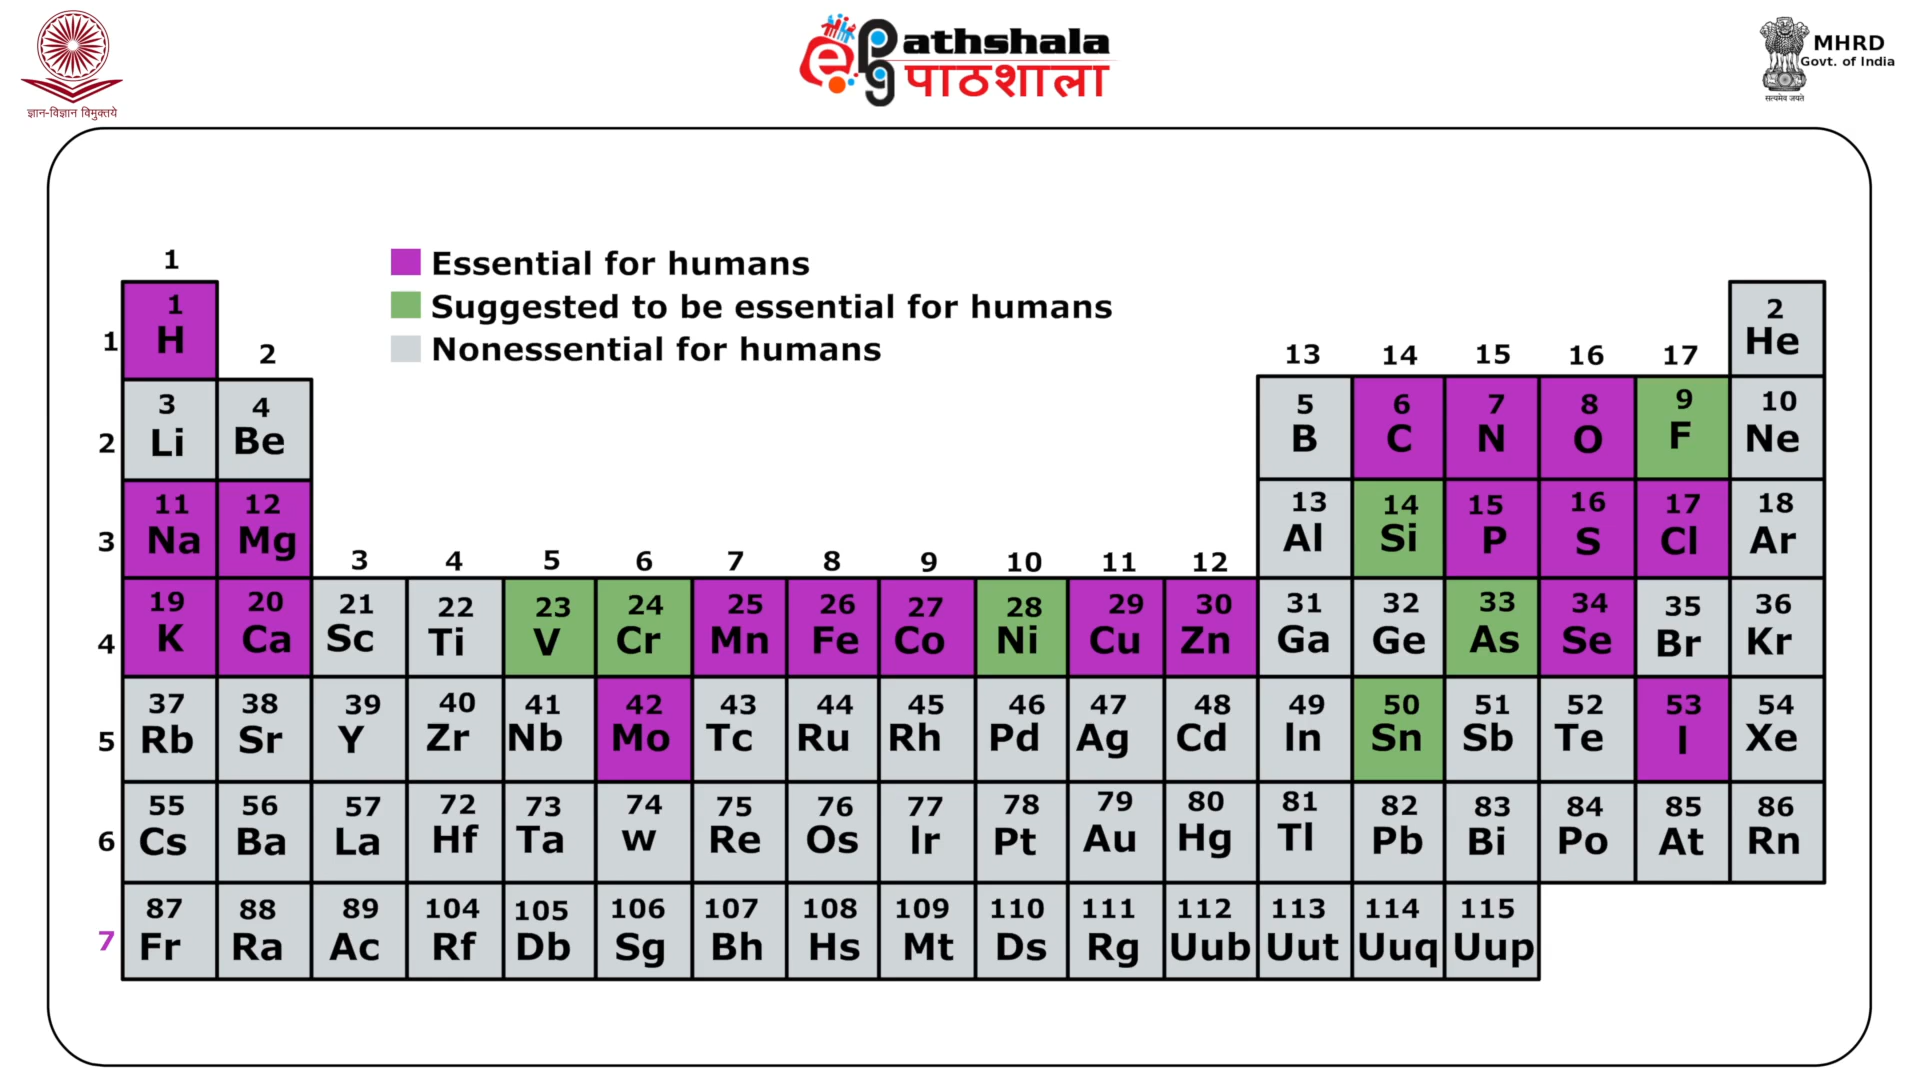 ज्ञान-विज्ञान विमुक्तये
e
PG
athshala
पाठशाला
MHRD
Govt. of India
सत्यमेव जयते
Essential for humans
Suggested to be essential for humans
Nonessential for humans
1
2 13 14 15 16 17
3 4 5 6 7 8 9 10 11 12
1
1 2
H He
2
3 4 5 6 7 8 9 10
Li Be B C N O F Ne
3
11 12 13 14 15 16 17 18
Na Mg Al Si P S Cl Ar
4
19 20 21 22 23 24 25 26 27 28 29 30 31 32 33 34 35 36
K Ca Sc Ti V Cr Mn Fe Co Ni Cu Zn Ga Ge As Se Br Kr
5
37 38 39 40 41 42 43 44 45 46 47 48 49 50 51 52 53 54
Rb Sr Y Zr Nb Mo Tc Ru Rh Pd Ag Cd In Sn Sb Te I Xe
6
55 56 57 72 73 74 75 76 77 78 79 80 81 82 83 84 85 86
Cs Ba La Hf Ta w Re Os Ir Pt Au Hg Tl Pb Bi Po At Rn
7
87 88 89 104 105 106 107 108 109 110 111 112 113 114 115
Fr Ra Ac Rf Db Sg Bh Hs Mt Ds Rg Uub Uut Uuq Uup